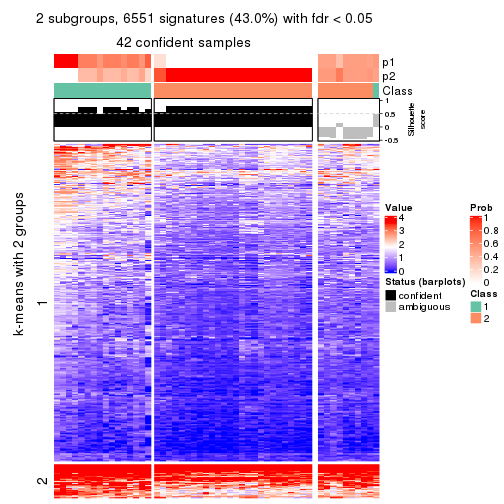 2 subgroups, 6551 signatures (43.0%) with fdr < 0.05
42 confident samples
p1
p2
Class
1
0.5
0
-0.5
Silhouette
score
k-means with 2 groups
1
2
Value
4
3
2
1
0
Status (barplots)
confident
ambiguous
Prob
1
0.8
0.6
0.4
0.2
0
Class
1
2